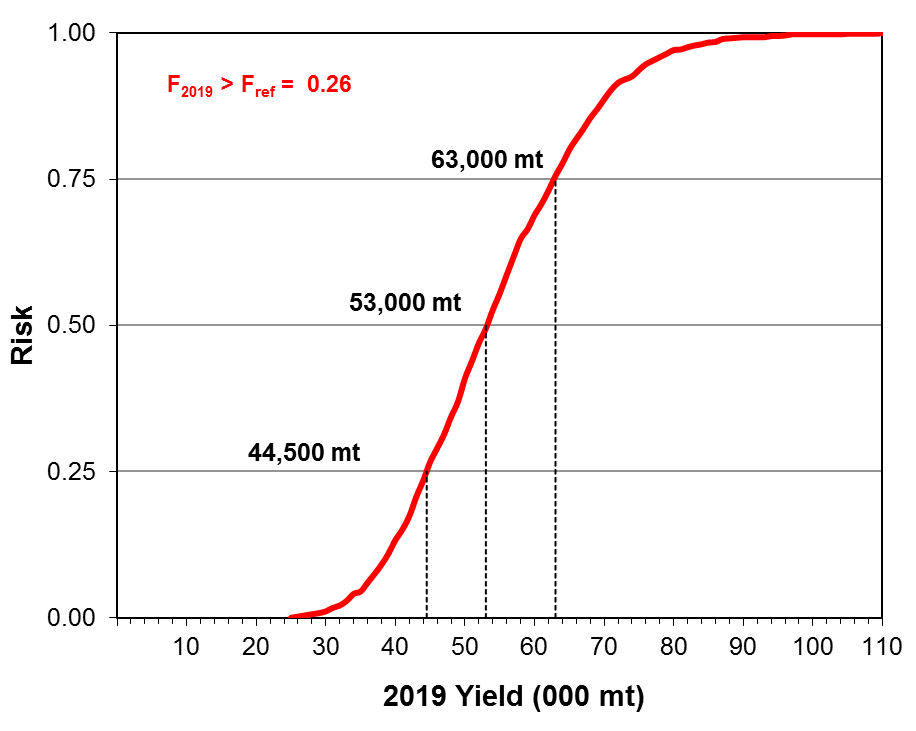 1.00
F2019 > Fref = 0.26
63,000 mt
0.75
53,000 mt
0.50
Risk
44,500 mt
0.25
0.00
10 20 30 40 50 60 70 80 90 100 110
2019 Yield (000 mt)